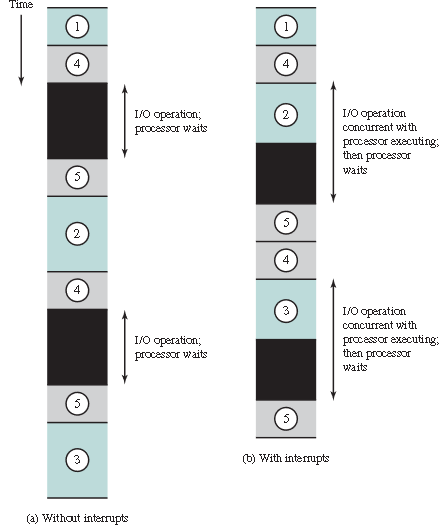 Time
1
4
I/O operation;
processor waits
5
2
4
I/O operation;
processor waits
5
3
(a) Without interrupts
1
4
2
I/O operation
concurrent with
processor executing;
then processor
waits
5
4
3
I/O operation
concurrent with
processor executing;
then processor
waits
5
(b) With interrupts